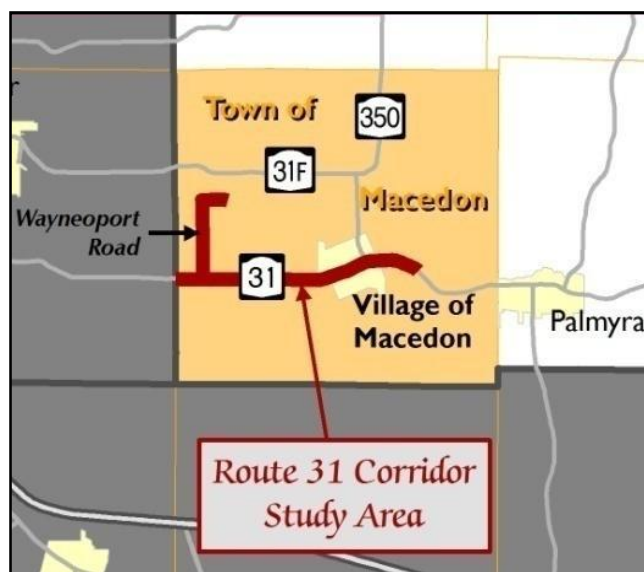 r
Town of
350
31F
Macedon
Wayneoport
Road
31
Village of
Macedon
Palmyra
Route 31 Corridor
Study Area